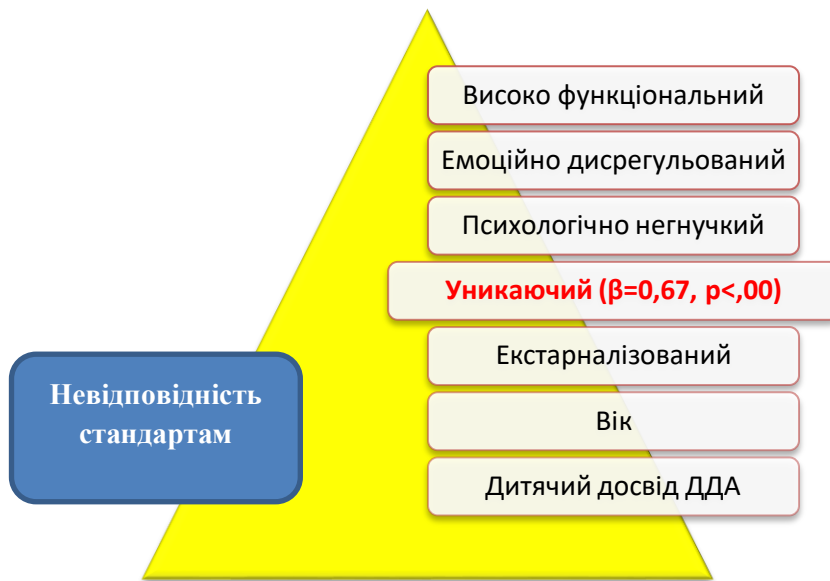 Високо функціональний
Емоційно дисрегульований
Психологічно негнучкий
Уникаючий (β=0,67, p<,00)
Екстарналізований
Невідповідність
стандартам
Вік
Дитячий досвід ДДА